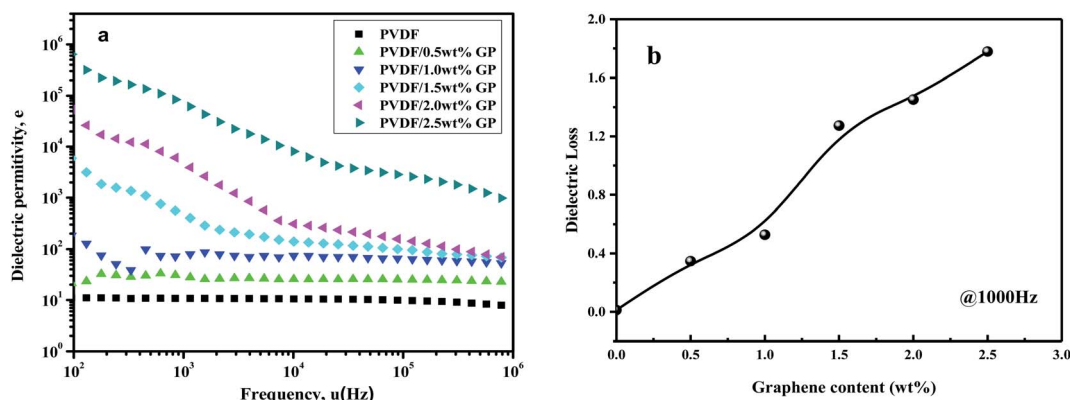 a
PVDF
PVDF/0.5wt% GP
PVDF/1.0wt% GP
PVDF/1.5wt% GP
PVDF/2.0wt% GP
PVDF/2.5wt% GP
Dielectric permitivity, e
10^6
10^5
10^4
10^3
10^2
10^1
10^0
10^2 10^3 10^4 10^5 10^6
Frequency, u(Hz)
b
Dielectric Loss
2.0
1.6
1.2
0.8
0.4
0.0
@1000Hz
0.0 0.5 1.0 1.5 2.0 2.5 3.0
Graphene content (wt%)